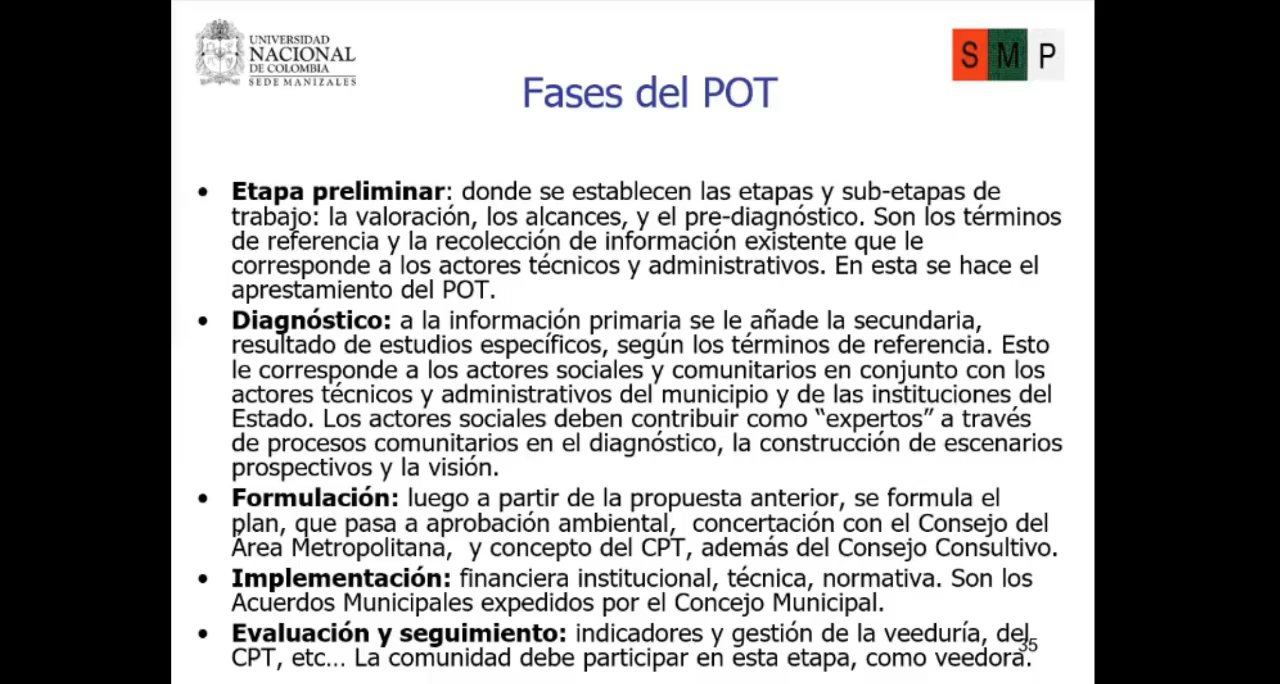 UNIVERSIDAD
NACIONAL
DE COLOMBIA
SEDE MANIZALES
S M P
Fases del POT
• Etapa preliminar: donde se establecen las etapas y sub-etapas de
trabajo: la valoración, los alcances, y el pre-diagnóstico. Son los términos
de referencia y la recolección de información existente que le
corresponde a los actores técnicos y administrativos. En esta se hace el
aprestamiento del POT.
• Diagnóstico: a la información primaria se le añade la secundaria,
resultado de estudios específicos, según los términos de referencia. Esto
le corresponde a los actores sociales y comunitarios en conjunto con los
actores técnicos y administrativos del municipio y de las instituciones del
Estado. Los actores sociales deben contribuir como “expertos” a través
de procesos comunitarios en el diagnóstico, la construcción de escenarios
prospectivos y la visión.
• Formulación: luego a partir de la propuesta anterior, se formula el
plan, que pasa a aprobación ambiental, concertación con el Consejo del
Área Metropolitana, y concepto del CPT, además del Consejo Consultivo.
• Implementación: financiera institucional, técnica, normativa. Son los
Acuerdos Municipales expedidos por el Concejo Municipal.
• Evaluación y seguimiento: indicadores y gestión de la veeduría, del
CPT, etc... La comunidad debe participar en esta etapa, como veedora.
35